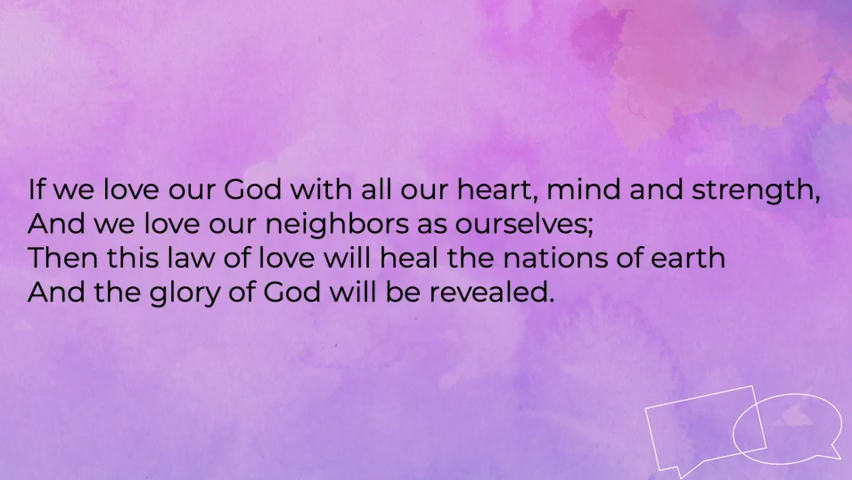 If we love our God with all our heart, mind and strength,
And we love our neighbors as ourselves;
Then this law of love will heal the nations of earth
And the glory of God will be revealed.